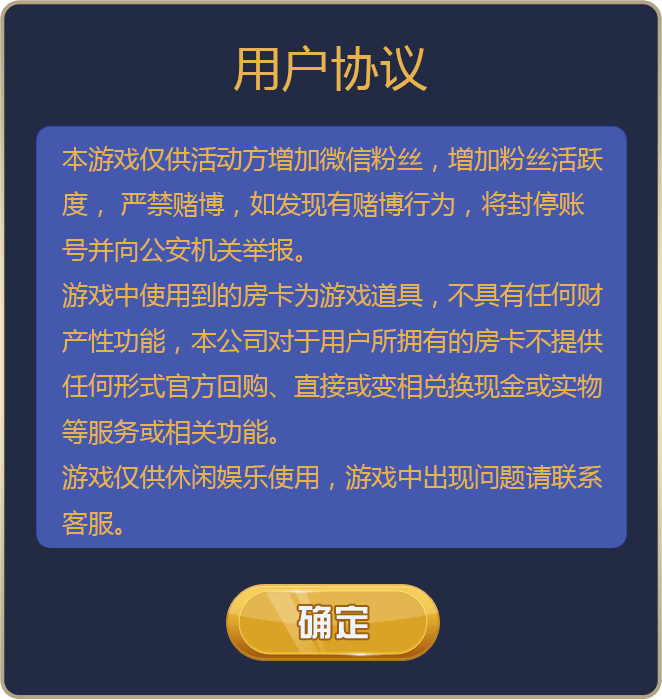 用户协议
本游戏仅供活动方增加微信粉丝，增加粉丝活跃
度， 严禁赌博，如发现有赌博行为，将封停账
号并向公安机关举报。
游戏中使用到的房卡为游戏道具，不具有任何财
产性功能，本公司对于用户所拥有的房卡不提供
任何形式官方回购、直接或变相兑换现金或实物
等服务或相关功能。
游戏仅供休闲娱乐使用，游戏中出现问题请联系
客服。
确定